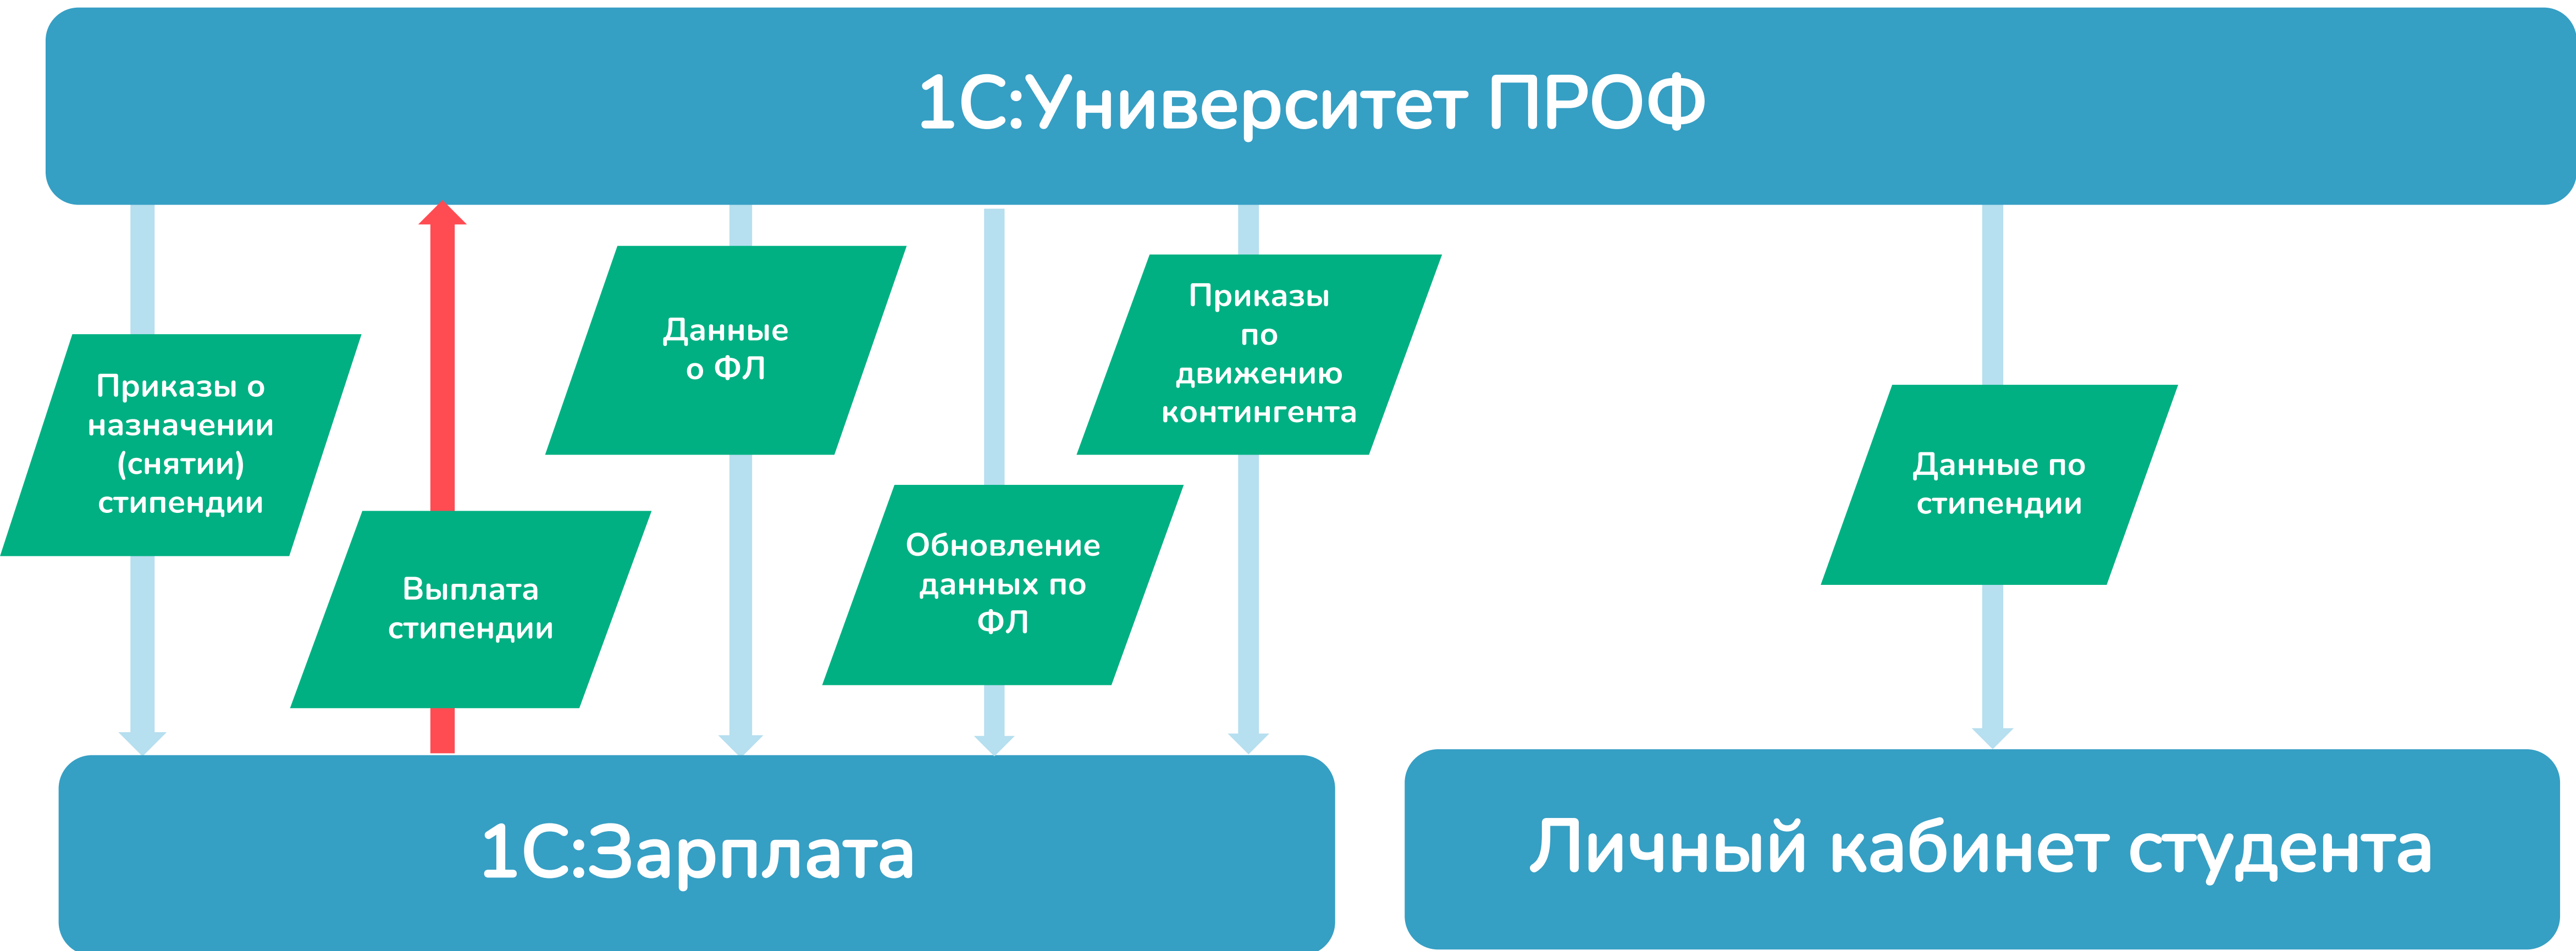 1С:Университет ПРОФ
Приказы о
назначении
(снятии)
стипендии
Выплата
стипендии
Данные
о ФЛ
Обновление
данных по
ФЛ
Приказы
по
движению
контингента
Данные по
стипендии
1С:Зарплата
Личный кабинет студента